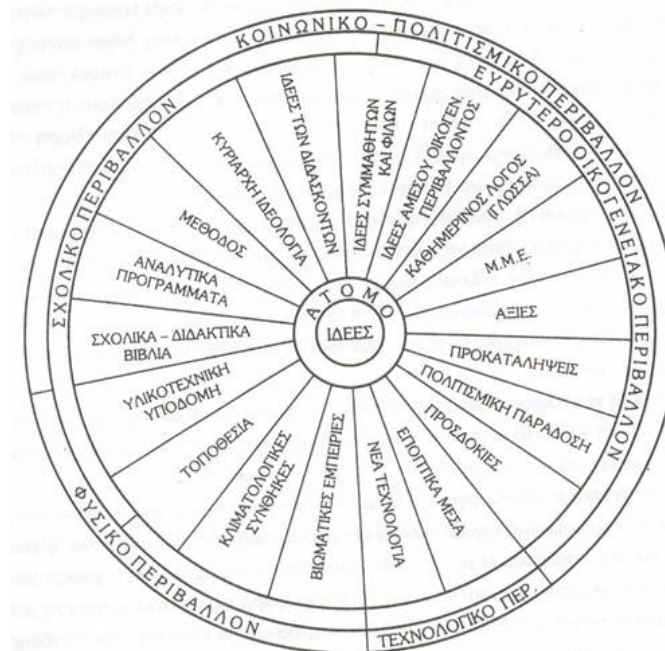 ΚΟΙΝΩΝΙΚΟ – ΠΟΛΙΤΙΣΜΙΚΟ ΠΕΡΙΒΑΛΛΟΝ
ΕΥΡΥΤΕΡΟ ΟΙΚΟΓΕΝΕΙΑΚΟ ΠΕΡΙΒΑΛΛΟΝ
ΣΧΟΛΙΚΟ ΠΕΡΙΒΑΛΛΟΝ
ΦΥΣΙΚΟ ΠΕΡΙΒΑΛΛΟΝ
ΤΕΧΝΟΛΟΓΙΚΟ ΠΕΡ
ΙΔΕΕΣ ΣΥΜΜΑΘΗΤΩΝ
ΚΑΙ ΦΙΛΩΝ
ΙΔΕΕΣ ΑΜΕΣΟΥ ΟΙΚΟΓΕΝ.
ΠΕΡΙΒΑΛΛΟΝΤΟΣ
ΚΑΘΗΜΕΡΙΝΟΣ ΛΟΓΟΣ
(ΓΛΩΣΣΑ)
Μ.Μ.Ε.
ΑΞΙΕΣ
ΠΡΟΚΑΤΑΛΗΨΕΙΣ
ΠΟΛΙΤΙΣΜΙΚΗ ΠΑΡΑΔΟΣΗ
ΠΡΟΣΔΟΚΙΕΣ
ΕΠΟΠΤΙΚΑ ΜΕΣΑ
ΝΕΑ ΤΕΧΝΟΛΟΓΙΑ
ΒΙΩΜΑΤΙΚΕΣ ΕΜΠΕΙΡΙΕΣ
ΚΛΙΜΑΤΟΛΟΓΙΚΕΣ
ΣΥΝΘΗΚΕΣ
ΤΟΠΟΘΕΣΙΑ
ΥΛΙΚΟΤΕΧΝΙΚΗ
ΥΠΟΔΟΜΗ
ΣΧΟΛΙΚΑ – ΔΙΔΑΚΤΙΚΑ
ΒΙΒΛΙΑ
ΑΝΑΛΥΤΙΚΑ
ΠΡΟΓΡΑΜΜΑΤΑ
ΜΕΘΟΔΟΣ
ΚΥΡΙΑΡΧΗ ΙΔΕΟΛΟΓΙΑ
ΙΔΕΕΣ ΤΩΝ ΔΙΔΑΣΚΟΝΤΩΝ
ΑΤΟΜΟ
ΙΔΕΕΣ